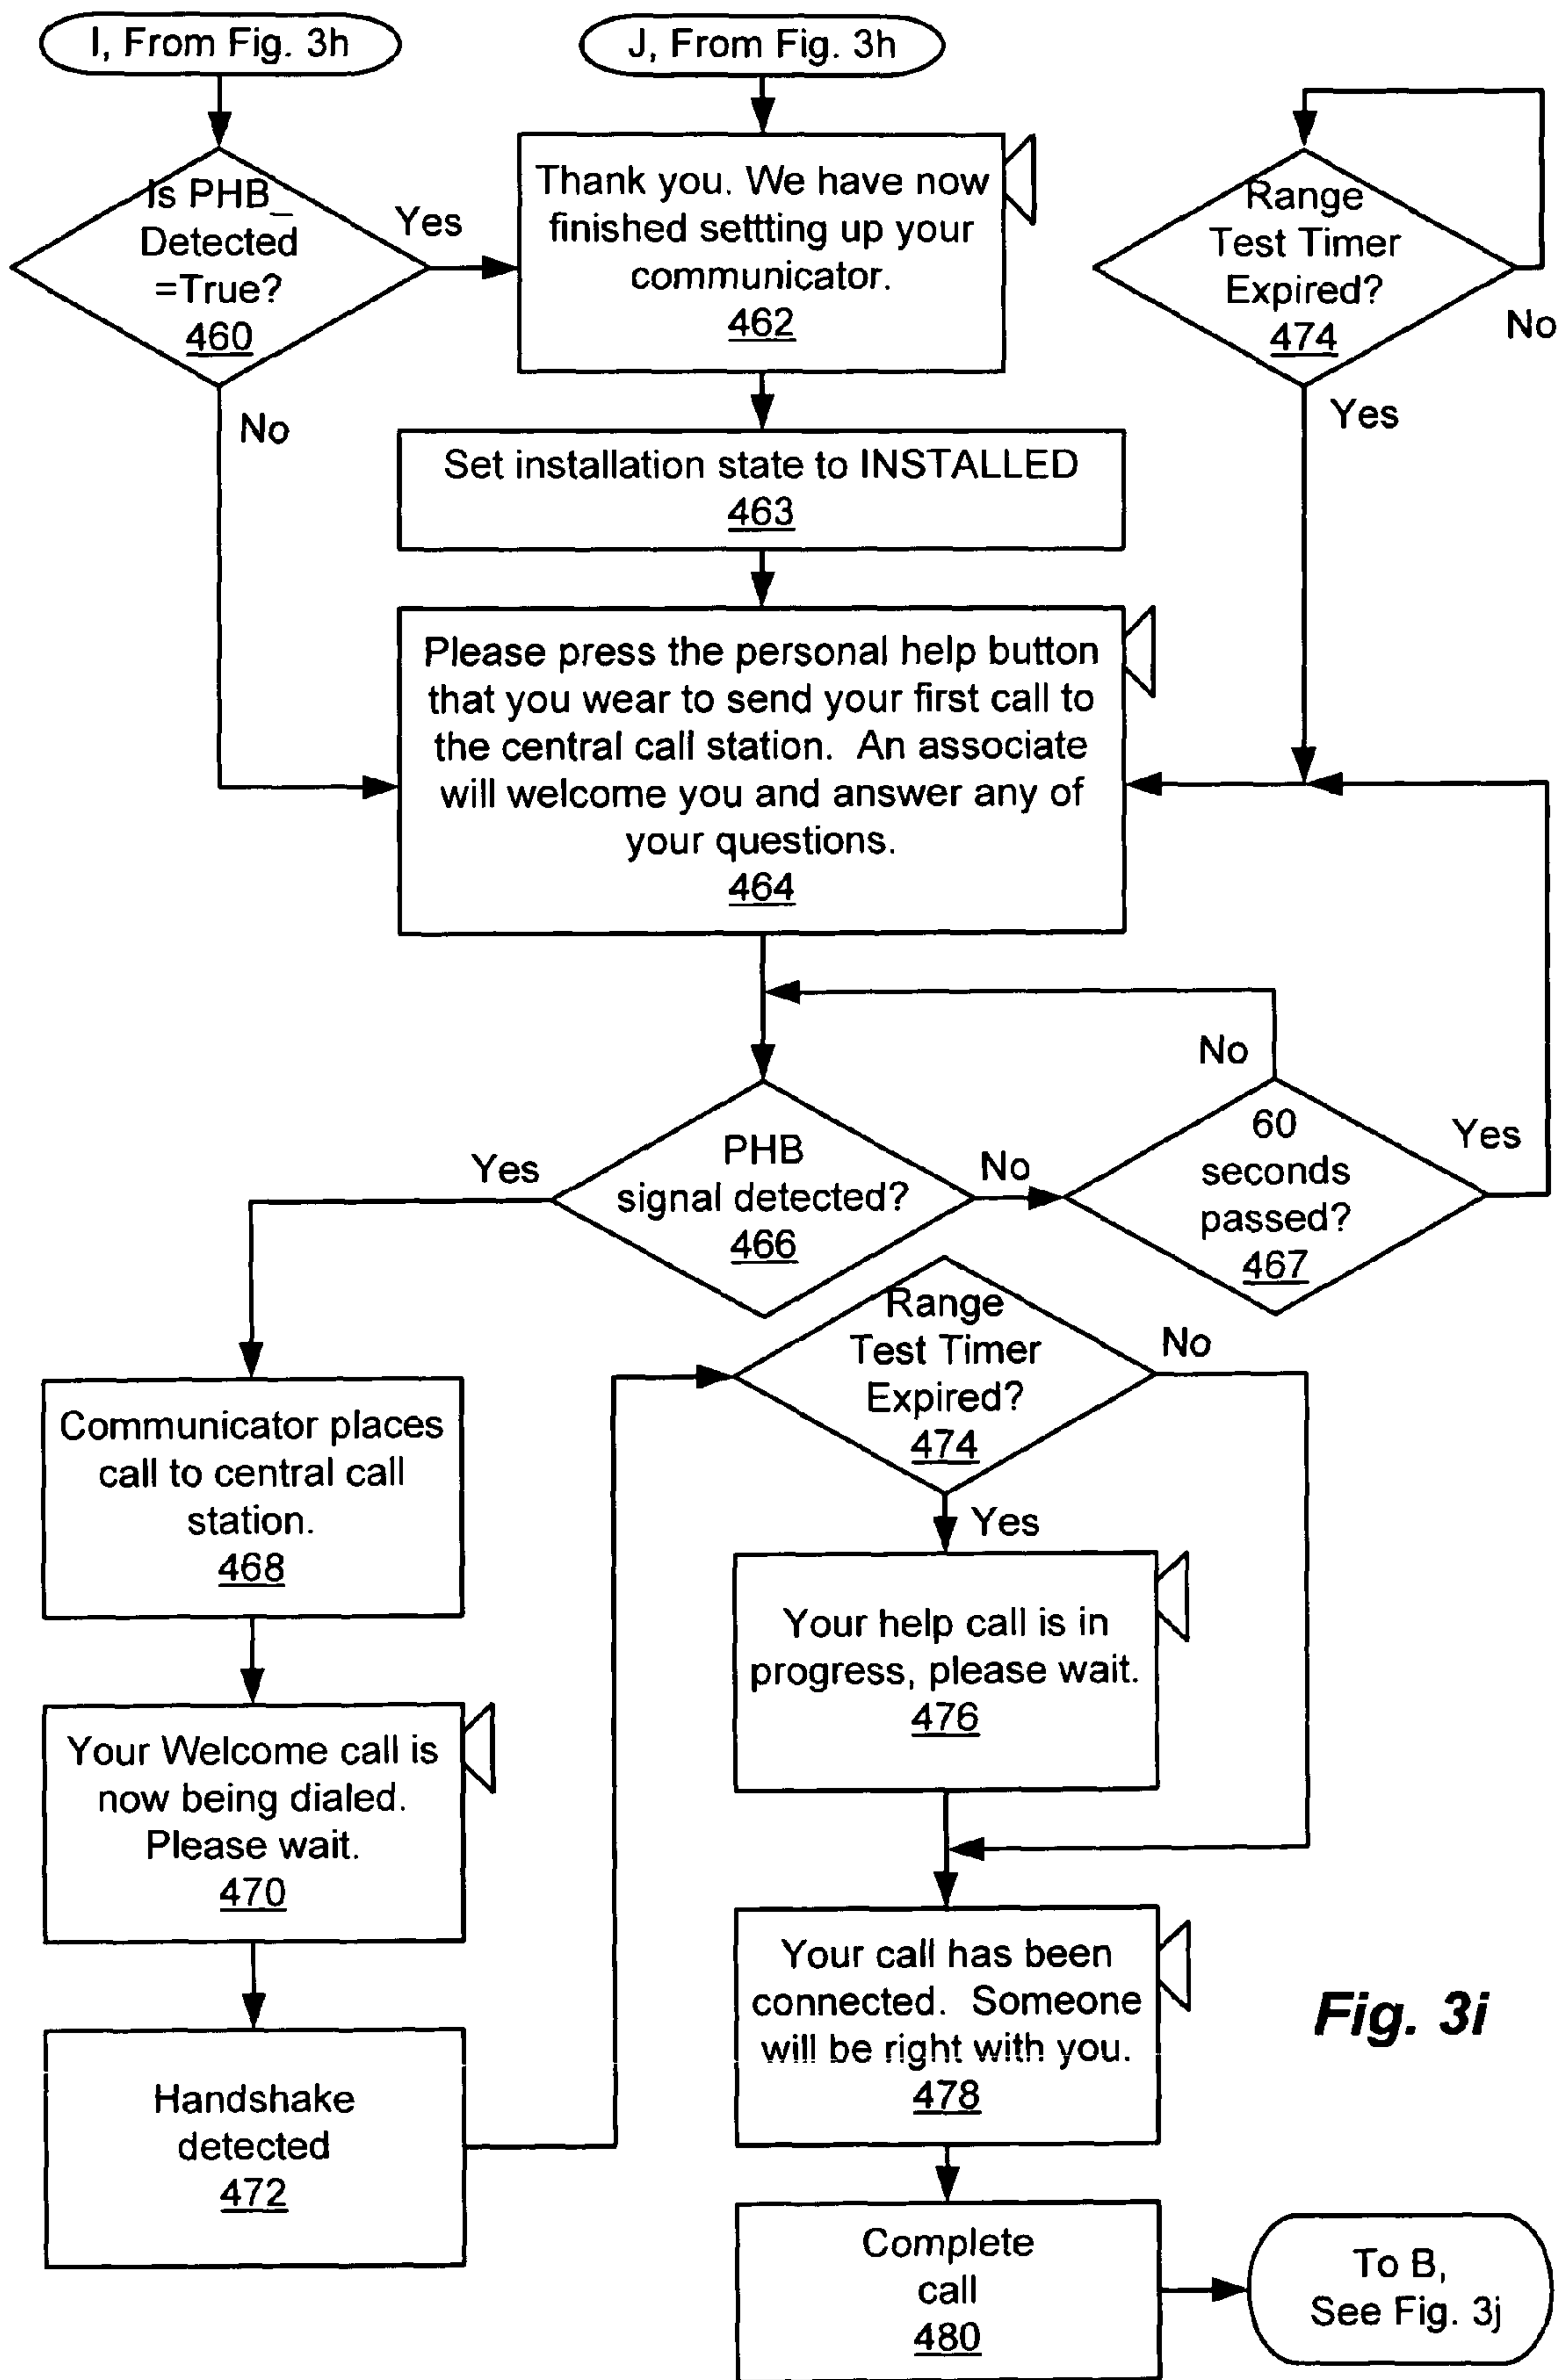 I, From Fig. 3h
J, From Fig. 3h
Is PHB_
Detected
=True?
460
Yes
No
Thank you. We have now
finished settting up your
communicator.
462
Range
Test Timer
Expired?
474
No
Yes
Set installation state to INSTALLED
463
Please press the personal help button
that you wear to send your first call to
the central call station. An associate
will welcome you and answer any of
your questions.
464
PHB
signal detected?
466
Yes
No
60
seconds
passed?
467
No
Yes
Communicator places
call to central call
station.
468
Your Welcome call is
now being dialed.
Please wait.
470
Handshake
detected
472
Range
Test Timer
Expired?
474
No
Yes
Your help call is in
progress, please wait.
476
Your call has been
connected. Someone
will be right with you.
478
Complete
call
480
To B,
See Fig. 3j
Fig. 3i